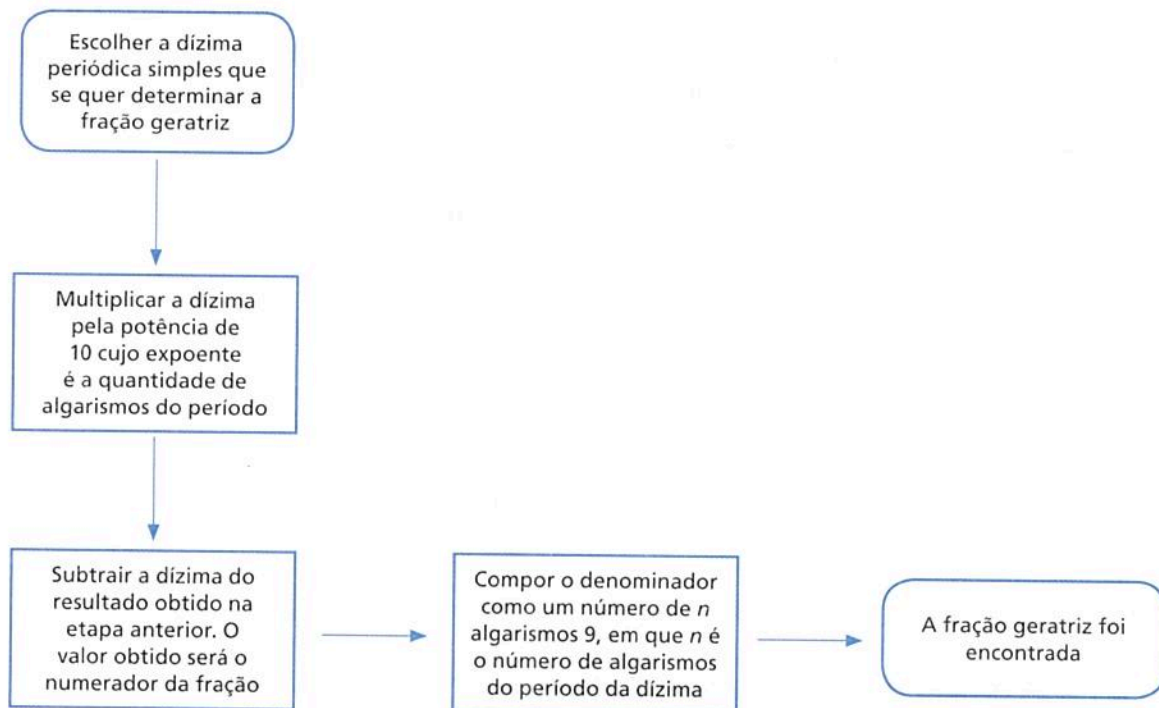 Escolher a dízima
periódica simples que
se quer determinar a
fração geratriz
Multiplicar a dízima
pela potência de
10 cujo expoente
é a quantidade de
algarismos do período
Subtrair a dízima do
resultado obtido na
etapa anterior. O
valor obtido será o
numerador da fração
Compor o denominador
como um número de n
algarismos 9, em que n é
o número de algarismos
do período da dízima
A fração geratriz foi
encontrada